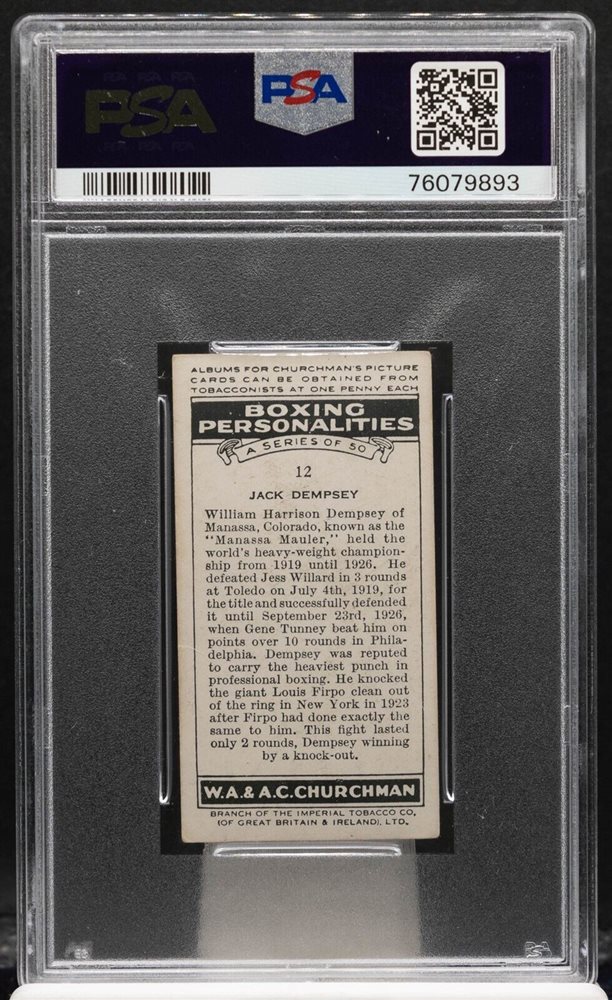 PSA PSA PSA
PSA
PSA
76079893
ALBUMS FOR CHURCHMAN'S PICTURE
CARDS CAN BE OBTAINED FROM
TOBACCONISTS AT ONE PENNY EACH
BOXING
PERSONALITIES
A SERIES OF 50
12
JACK DEMPSEY
William Harrison Dempsey of
Manassa, Colorado, known as the
"Manassa Mauler," held the
world's heavy-weight champion-
ship from 1919 until 1926. He
defeated Jess Willard in 3 rounds
at Toledo on July 4th, 1919, for
the title and successfully defended
it until September 23rd, 1926,
when Gene Tunney beat him on
points over 10 rounds in Phila-
delphia. Dempsey was reputed
to carry the heaviest punch in
professional boxing. He knocked
the giant Louis Firpo clean out
of the ring in New York in 1923
after Firpo had done exactly the
same to him. This fight lasted
only 2 rounds, Dempsey winning
by a knock-out.
W.A. & A.C. CHURCHMAN
BRANCH OF THE IMPERIAL TOBACCO CO.
(OF GREAT BRITAIN & IRELAND), LTD.
PSA